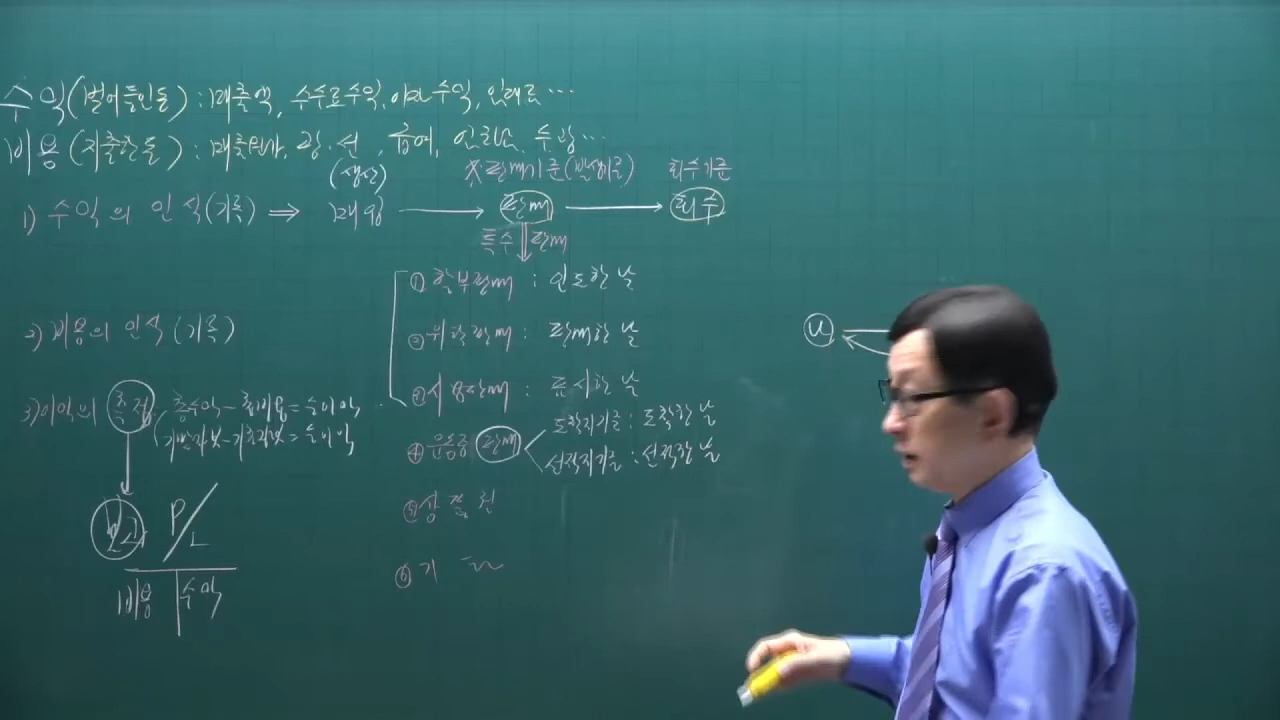 수익(벌어들인돈) : 매출액, 수수료수익, 이자수익, 임대료 …
비용(지출한돈) : 매출원가, 광·선, 급여, 보험료 …
(생산) ※판매기준(발생기준) 회수기준
1) 수익의 인식(기록) ⇒ 매입 → 판매 → 회수
특수 판매
① 할부판매 : 인도한 날
2) 비용의 인식(기록)
② 위탁판매 : 판매한 날
③ 시용판매 : 표시한 날
3) 이익의 측정 총수익-총비용=순이익
기말자본-기초자본=순이익
④ 운송중 판매
도착지기준 : 도착한 날
선적지기준 : 선적한 날
⑤ 상품권
⑥ 기
보고 P/L
비용 수익